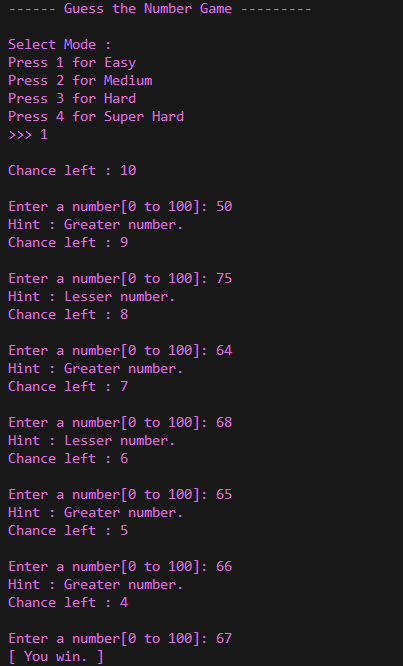 ------ Guess the Number Game ---------
Select Mode :
Press 1 for Easy
Press 2 for Medium
Press 3 for Hard
Press 4 for Super Hard
>>> 1
Chance left : 10
Enter a number[0 to 100]: 50
Hint : Greater number.
Chance left : 9
Enter a number[0 to 100]: 75
Hint : Lesser number.
Chance left : 8
Enter a number[0 to 100]: 64
Hint : Greater number.
Chance left : 7
Enter a number[0 to 100]: 68
Hint : Lesser number.
Chance left : 6
Enter a number[0 to 100]: 65
Hint : Greater number.
Chance left : 5
Enter a number[0 to 100]: 66
Hint : Greater number.
Chance left : 4
Enter a number[0 to 100]: 67
[ You win. ]